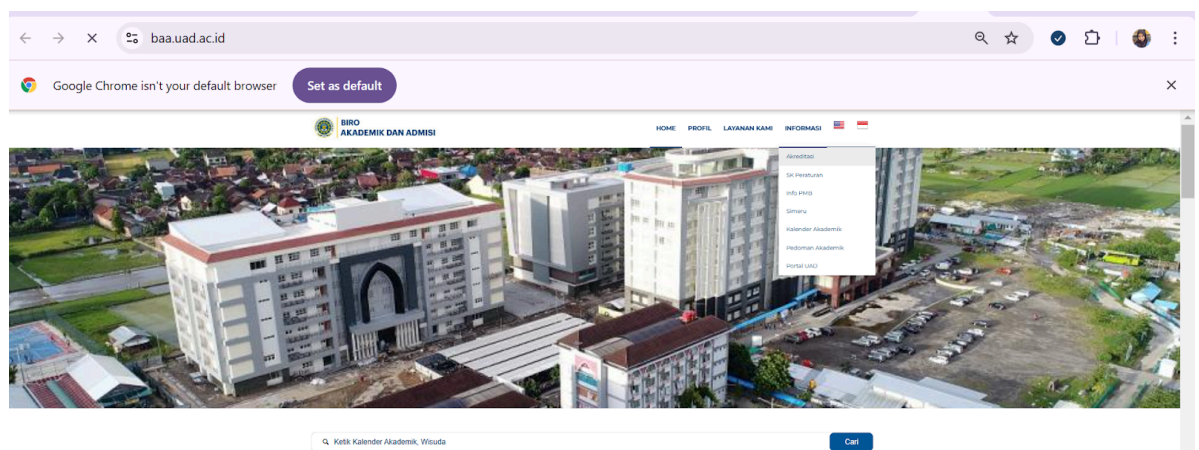 baa.uad.ac.id
Google Chrome isn't your default browser
Set as default
BIRO
AKADEMIK DAN ADMISI
HOME PROFIL LAYANAN KAMI INFORMASI
Akreditasi
SK Peraturan
Info PMB
Simeru
Kalender Akademik
Pedoman Akademik
Portal UAD
Ketik Kalender Akademik, Wisuda
Cari